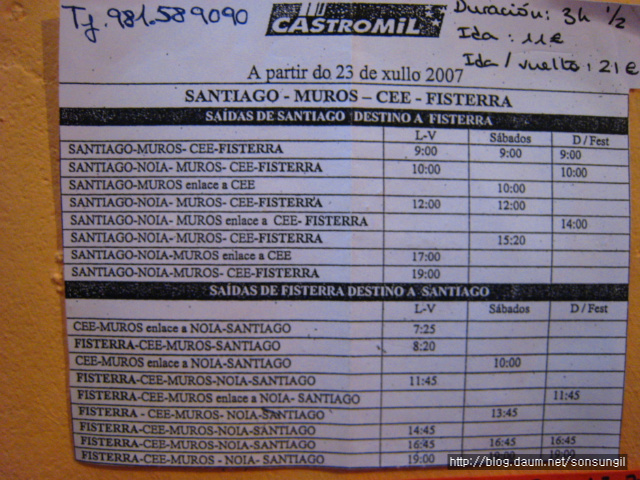 Tf. 981.589090
CASTROMIL
Duración: 3h 1/2
Ida: 11€
Ida/vuelta: 21€
A partir do 23 de xullo 2007
SANTIAGO - MUROS – CEE - FISTERRA
SAÍDAS DE SANTIAGO DESTINO A FISTERRA
L-V Sábados D / Fest
SANTIAGO-MUROS- CEE-FISTERRA 9:00 9:00 9:00
SANTIAGO-NOIA- MUROS- CEE-FISTERRA 10:00 10:00
SANTIAGO-MUROS enlace a CEE 10:00
SANTIAGO-NOIA- MUROS- CEE-FISTERRA 12:00 12:00
SANTIAGO-NOIA- MUROS enlace a CEE- FISTERRA 14:00
SANTIAGO-NOIA- MUROS- CEE-FISTERRA 15:20
SANTIAGO-NOIA-MUROS enlace a CEE 17:00
SANTIAGO-NOIA-MUROS- CEE-FISTERRA 19:00
SAÍDAS DE FISTERRA DESTINO A SANTIAGO
L-V Sábados D / Fest
CEE-MUROS enlace a NOIA-SANTIAGO 7:25
FISTERRA-CEE-MUROS-SANTIAGO 8:20
CEE-MUROS enlace a NOIA-SANTIAGO 10:00
FISTERRA-CEE-MUROS-NOIA-SANTIAGO 11:45
FISTERRA-CEE-MUROS enlace a NOIA- SANTIAGO 11:45
FISTERRA - CEE-MUROS- NOIA-SANTIAGO 13:45
FISTERRA-CEE-MUROS-NOIA-SANTIAGO 14:45
FISTERRA-CEE-MUROS-NOIA-SANTIAGO 16:45 16:45 16:45
FISTERRA-CEE-MUROS - NOIA- SANTIAGO 19:00 19:00 19:00
http://blog.daum.net/sonsungil